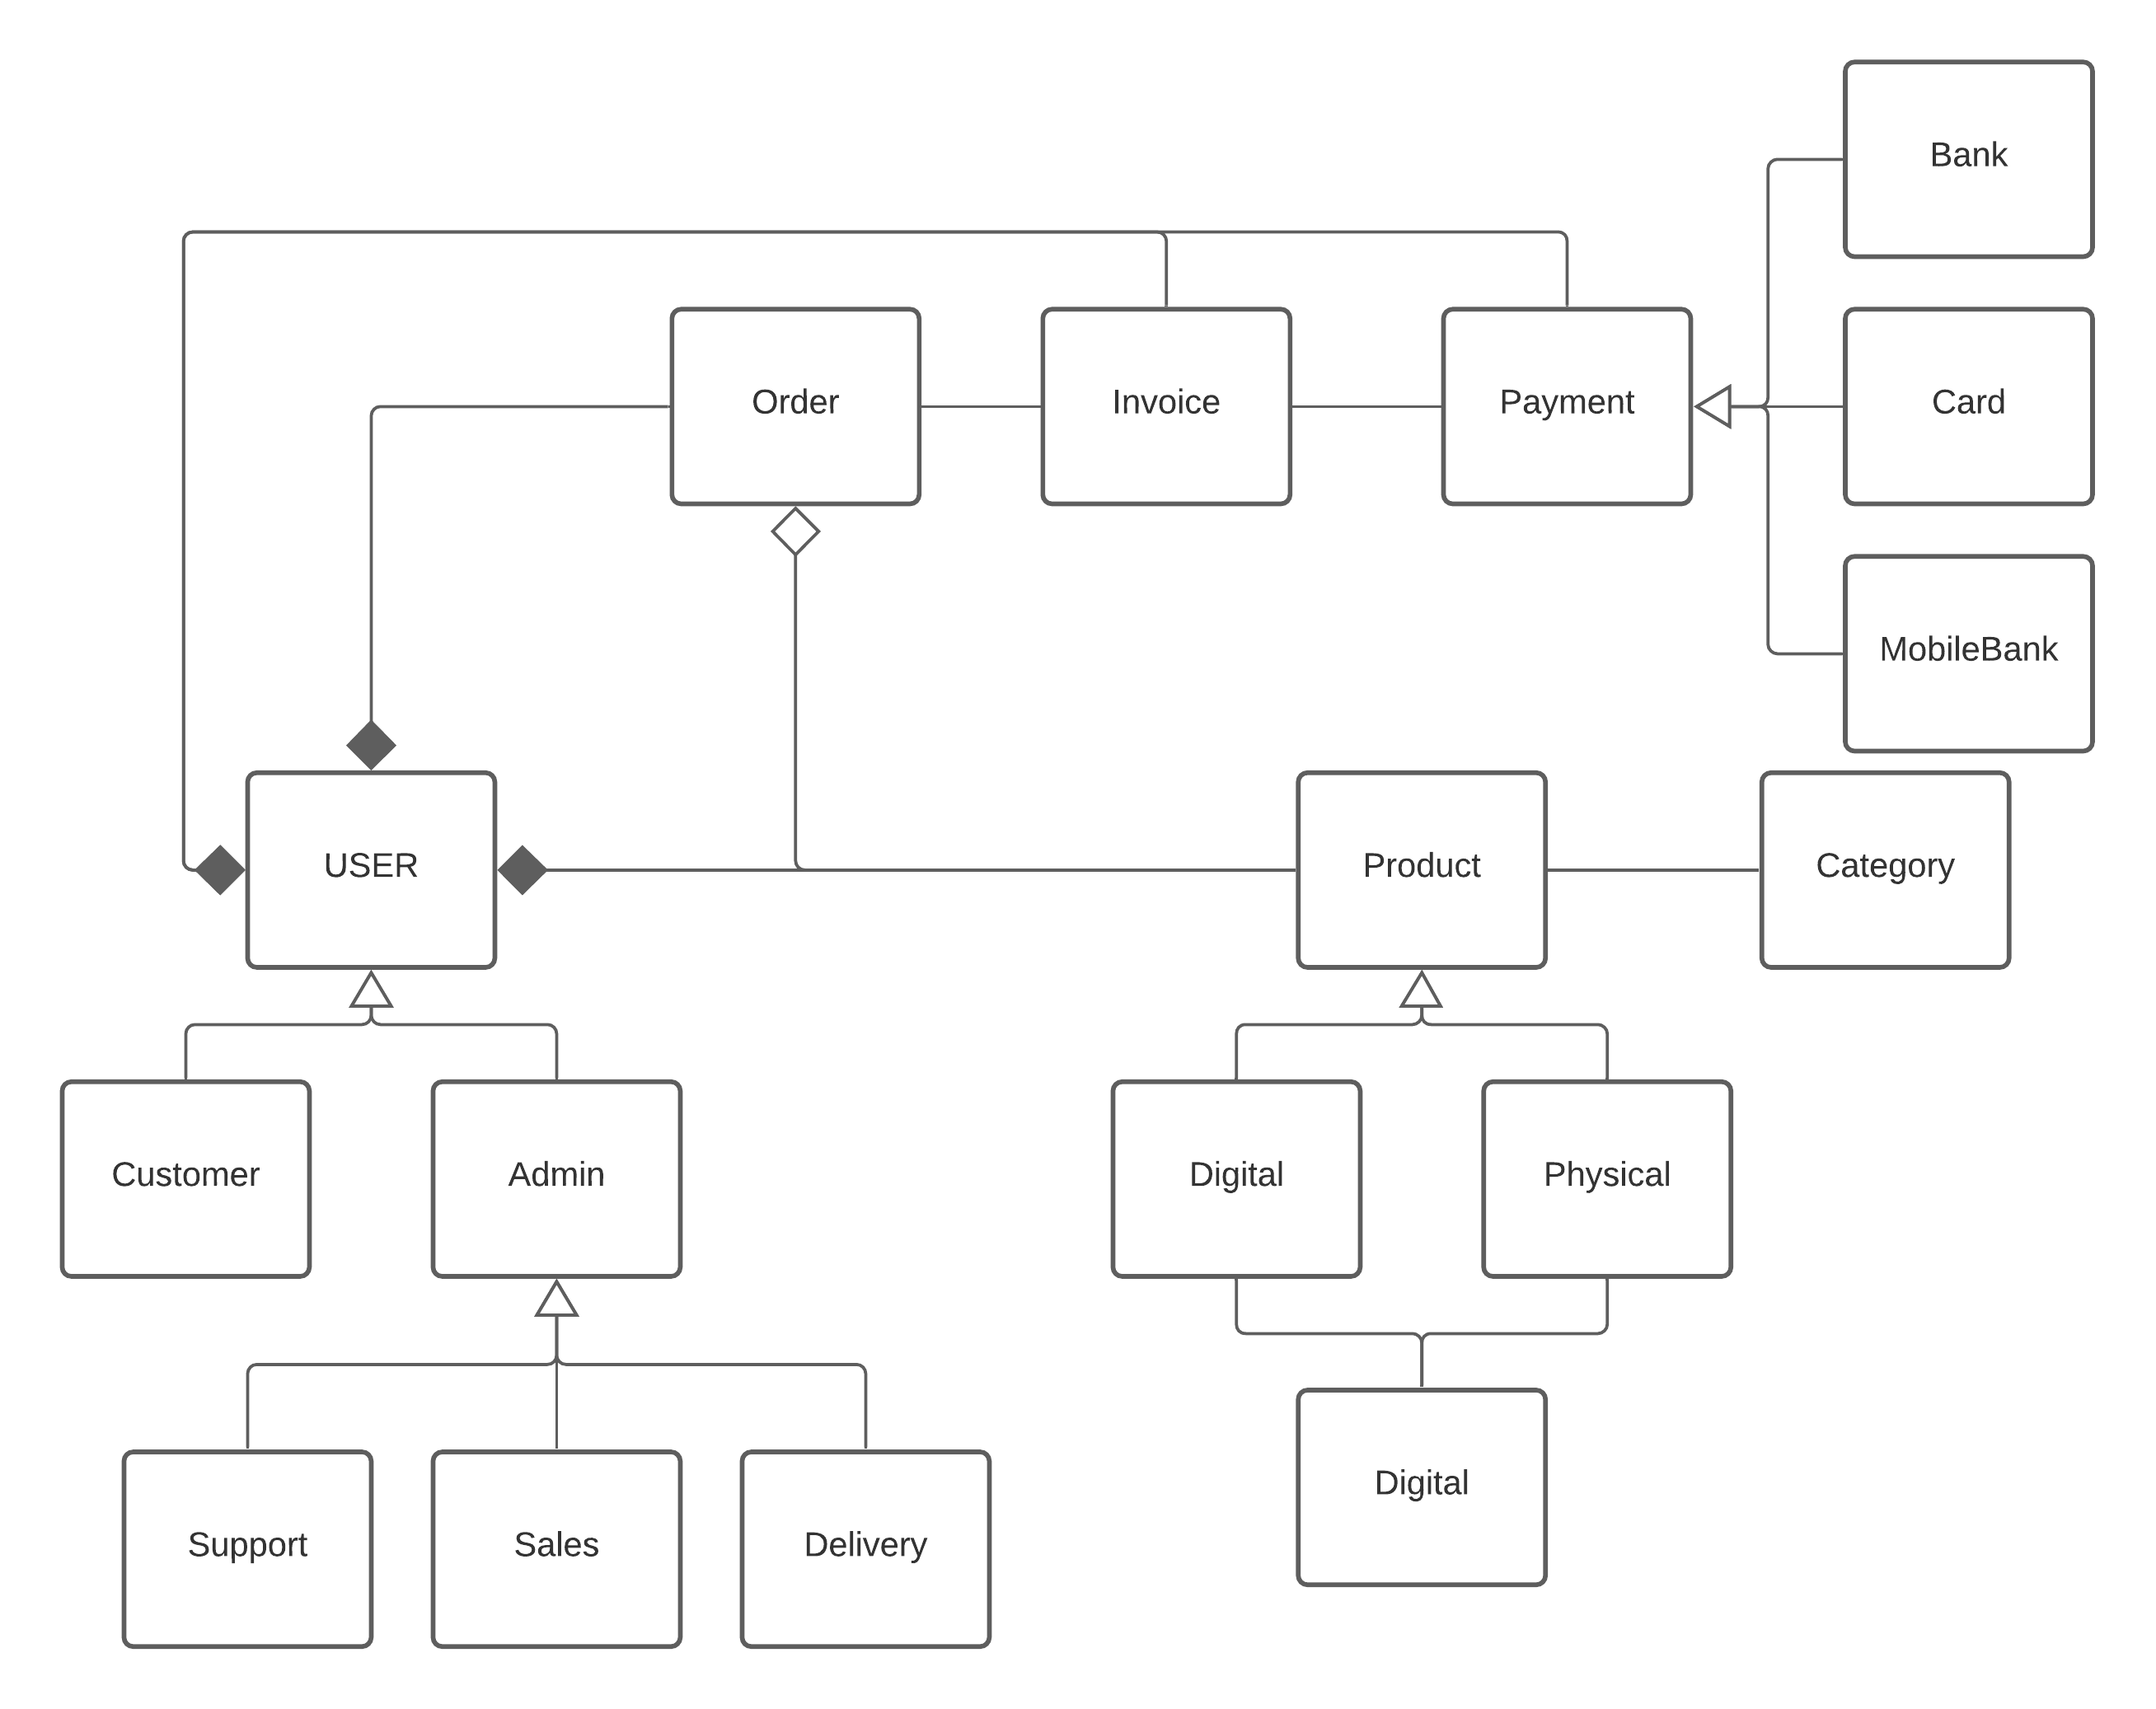 Bank
Order
Invoice
Payment
Card
MobileBank
USER
Product
Category
Customer
Admin
Digital
Physical
Digital
Support
Sales
Delivery